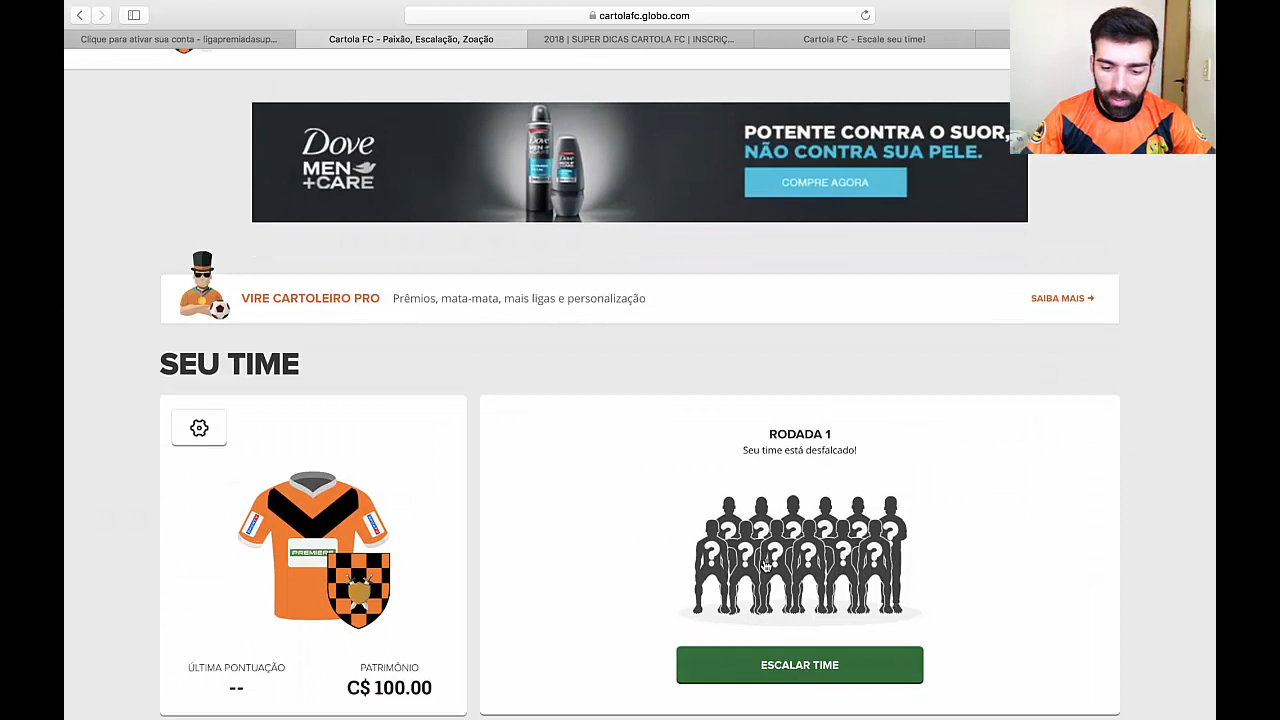 cartolafc.globo.com
Clique para ativar sua conta - ligapremiadasup...
Cartola FC - Paixão, Escalação, Zoação
2018 | SUPER DICAS CARTOLA FC | INSCRIÇ...
Cartola FC - Escale seu time!
Dove
MEN
+CARE
Dove
POTENTE CONTRA O SUOR,
NÃO CONTRA SUA PELE.
COMPRE AGORA
VIRE CARTOLEIRO PRO
Prêmios, mata-mata, mais ligas e personalização
SAIBA MAIS
SEU TIME
RODADA 1
Seu time está desfalcado!
PREMIERE
? ? ? ? ? ?
? ? ? ? ? ?
ÚLTIMA PONTUAÇÃO
--
PATRIMÔNIO
C$ 100.00
ESCALAR TIME